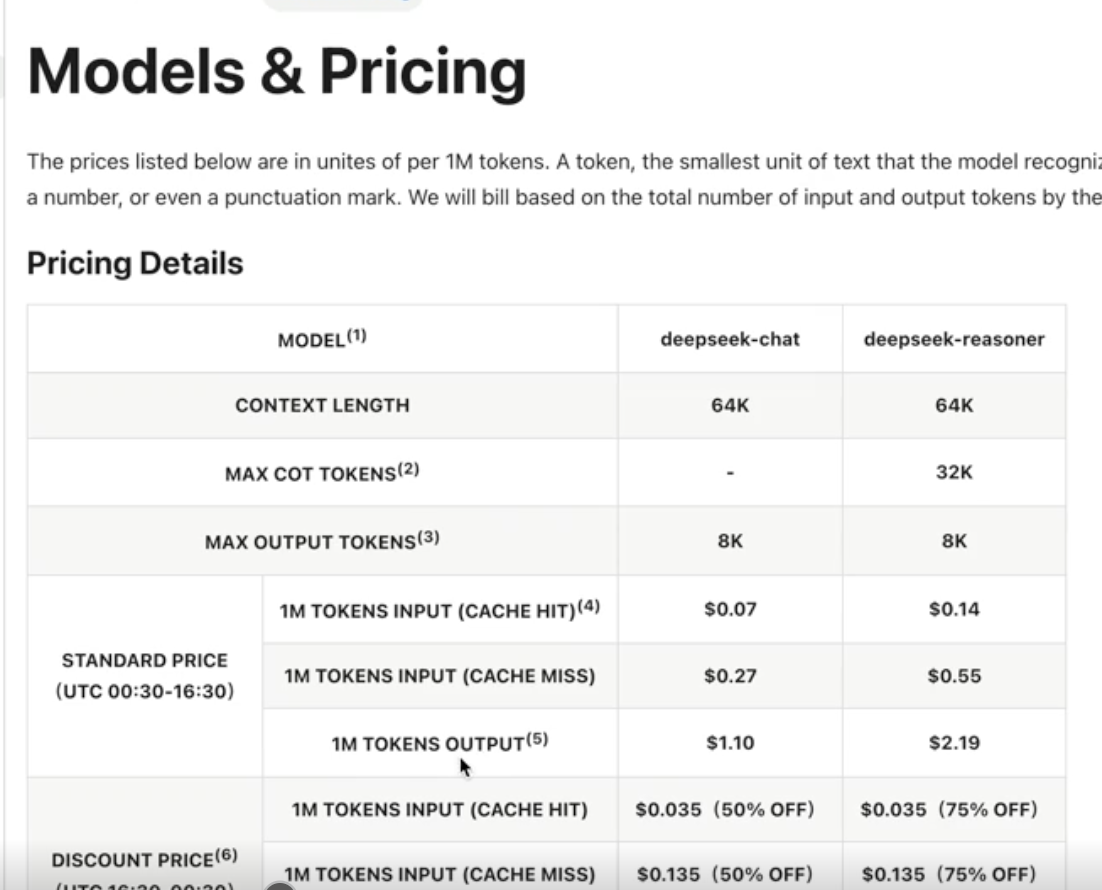 Models & Pricing
The prices listed below are in unites of per 1M tokens. A token, the smallest unit of text that the model
a number, or even a punctuation mark. We will bill based on the total number of input and output tokens by the
Pricing Details
MODEL(1) deepseek-chat deepseek-reasoner
CONTEXT LENGTH 64K 64K
MAX COT TOKENS(2) - 32K
MAX OUTPUT TOKENS(3) 8K 8K
STANDARD PRICE
(UTC 00:30-16:30)
1M TOKENS INPUT (CACHE HIT)(4) $0.07 $0.14
1M TOKENS INPUT (CACHE MISS) $0.27 $0.55
1M TOKENS OUTPUT(5) $1.10 $2.19
DISCOUNT PRICE(6)
(UTC 16:30-00:30)
1M TOKENS INPUT (CACHE HIT) $0.035 (50% OFF) $0.035 (75% OFF)
1M TOKENS INPUT (CACHE MISS) $0.135 (50% OFF) $0.135 (75% OFF)